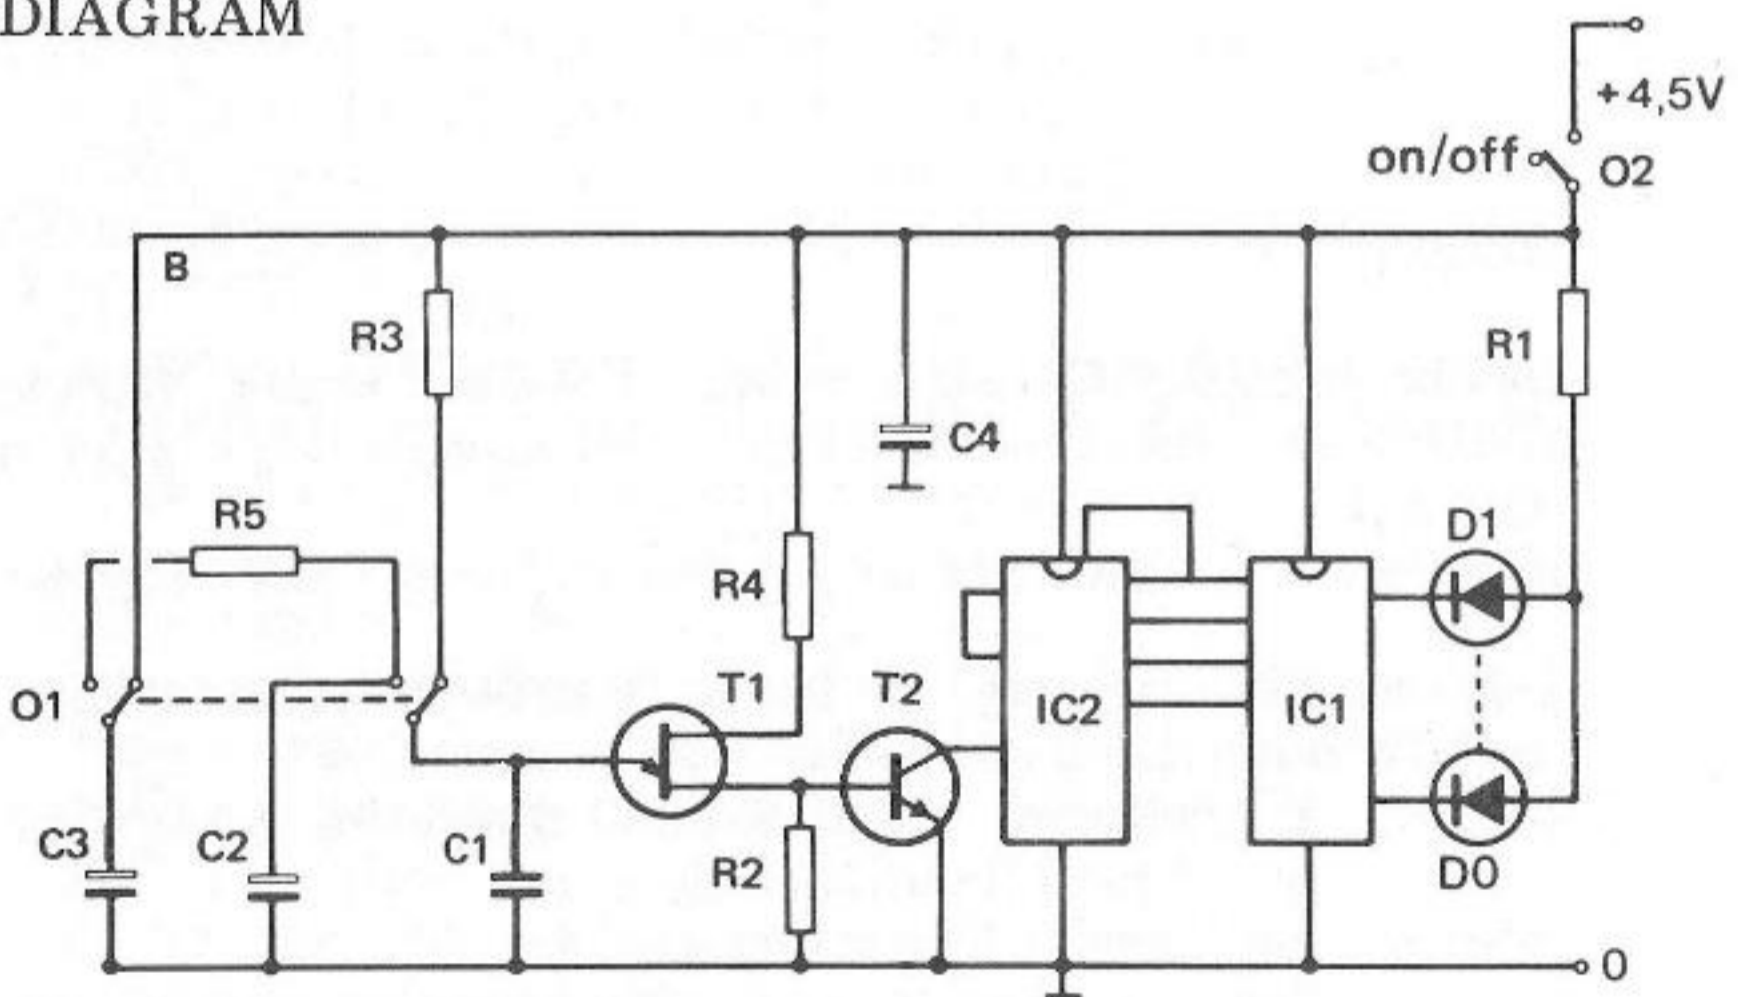 DIAGRAM
+4,5V
on/off
O2
B
R3
R1
C4
R5
D1
R4
T1
T2
O1
IC2
IC1
C3
C2
C1
R2
D0
0